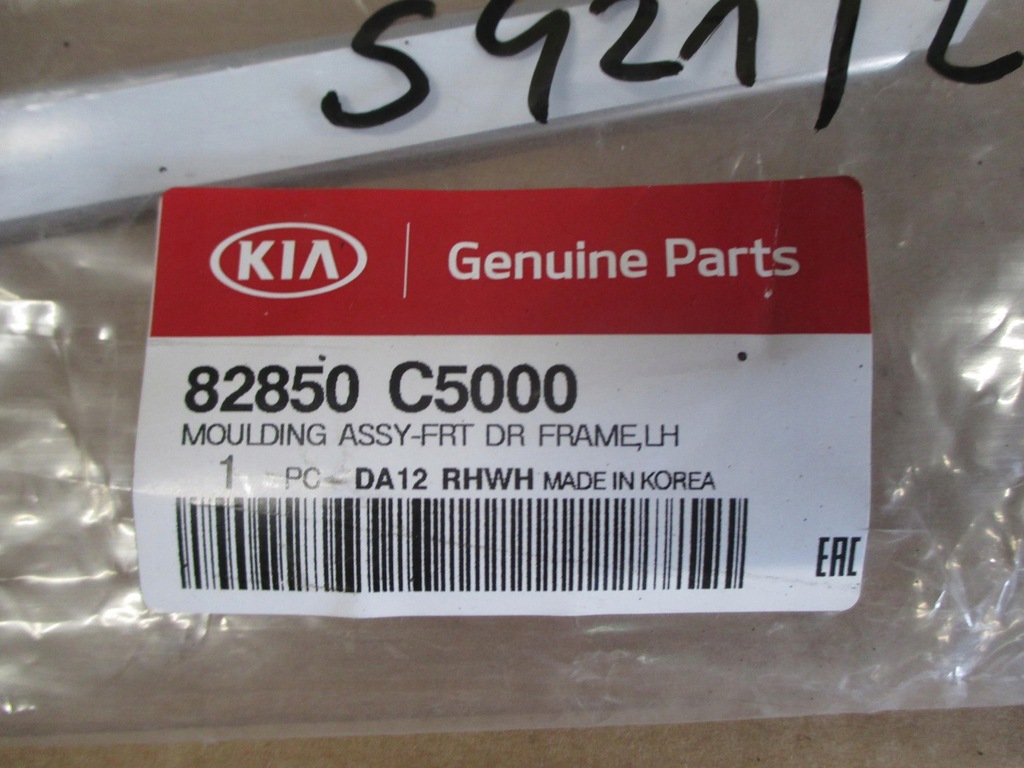 KIA Genuine Parts
82850 C5000
MOULDING ASSY-FRT DR FRAME,LH
1 PC DA12 RHWH MADE IN KOREA
EAC